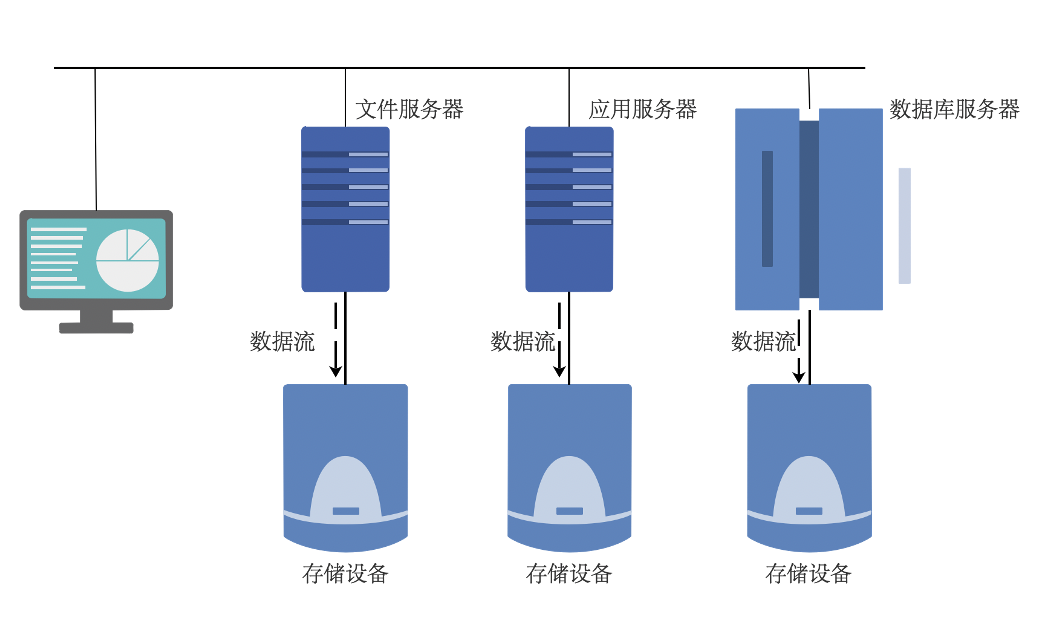 文件服务器
应用服务器
数据库服务器
数据流
数据流
数据流
存储设备
存储设备
存储设备